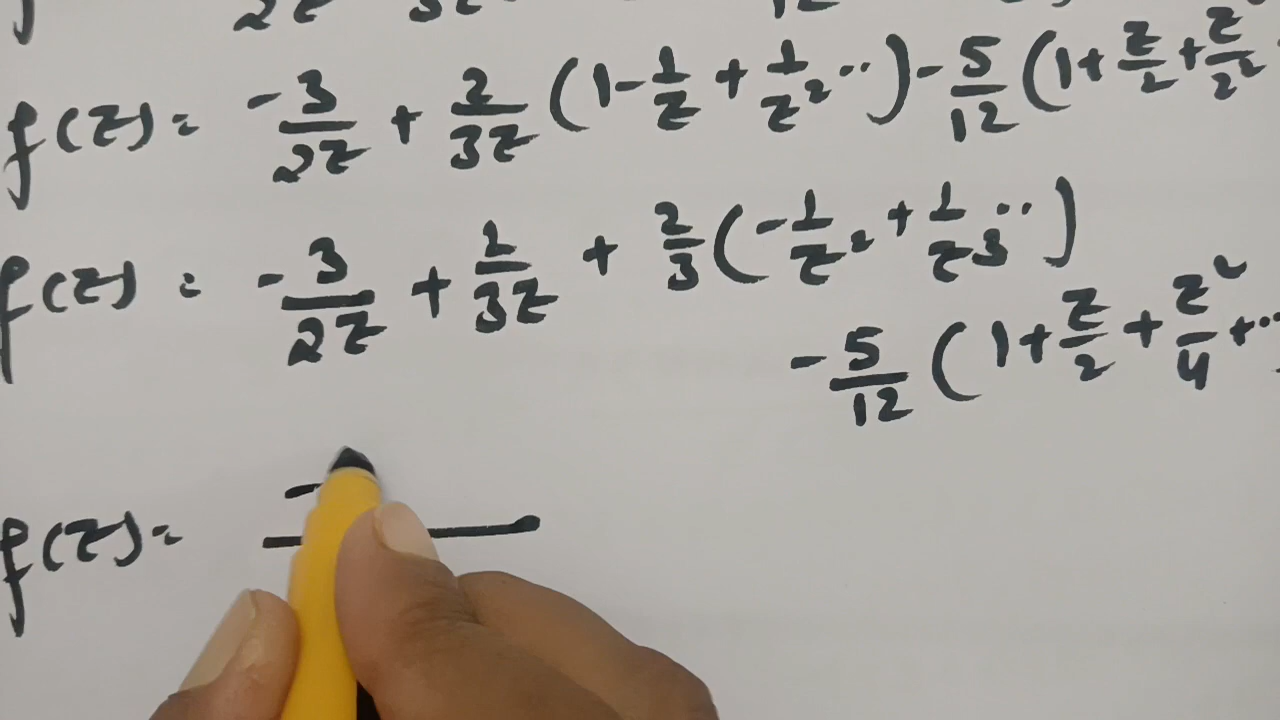 f(z) = -3/2z + 2/3z (1 - 1/z + 1/z² ..) - 5/12 (1 + z/2 + z²/2²
f(z) = -3/2z + 2/3z + 2/3 (-1/z² + 1/z³ ..)
- 5/12 (1 + z/2 + z²/4 + ..
f(z) = -